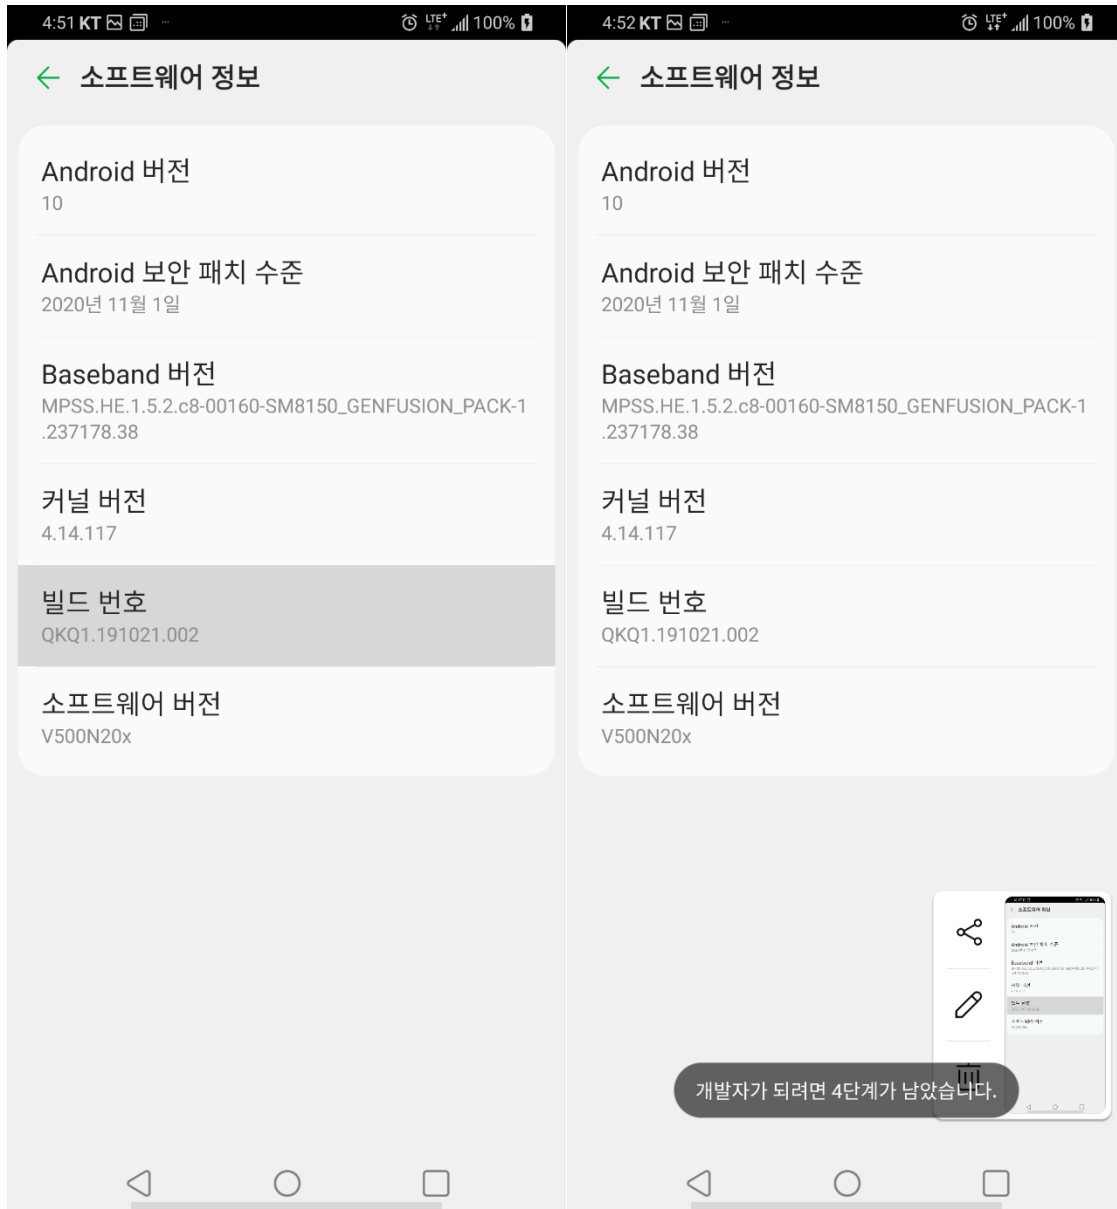 4:51 KT
LTE+ 100%
소프트웨어 정보
Android 버전
10
Android 보안 패치 수준
2020년 11월 1일
Baseband 버전
MPSS.HE.1.5.2.c8-00160-SM8150_GENFUSION_PACK-1
.237178.38
커널 버전
4.14.117
빌드 번호
QKQ1.191021.002
소프트웨어 버전
V500N20x
4:52 KT
LTE+ 100%
소프트웨어 정보
Android 버전
10
Android 보안 패치 수준
2020년 11월 1일
Baseband 버전
MPSS.HE.1.5.2.c8-00160-SM8150_GENFUSION_PACK-1
.237178.38
커널 버전
4.14.117
빌드 번호
QKQ1.191021.002
소프트웨어 버전
V500N20x
개발자가 되려면 4단계가 남았습니다.